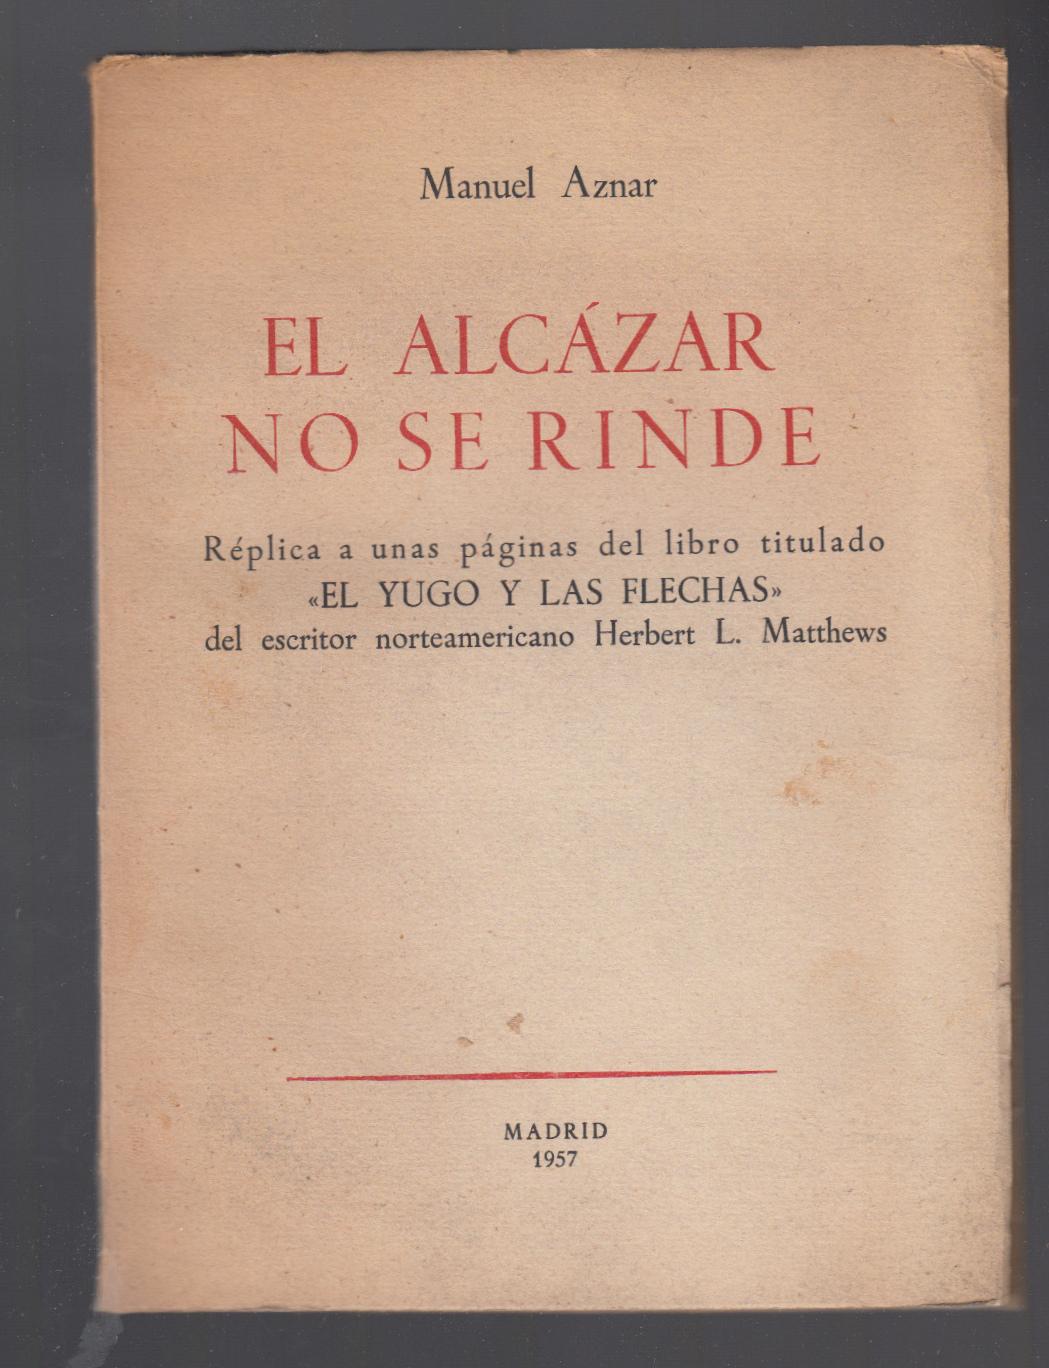 Manuel Aznar
EL ALCÁZAR
NO SE RINDE
Réplica a unas páginas del libro titulado
«EL YUGO Y LAS FLECHAS»
del escritor norteamericano Herbert L. Matthews
MADRID
1957